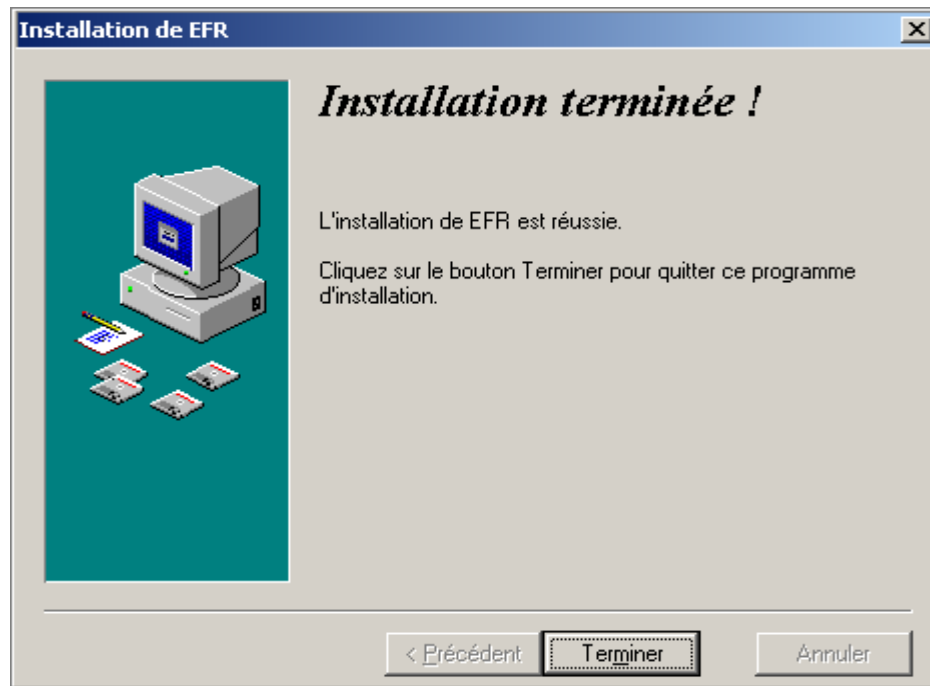 Installation de EFR
Installation terminée !
L'installation de EFR est réussie.
Cliquez sur le bouton Terminer pour quitter ce programme
d'installation.
< Précédent
Terminer
Annuler